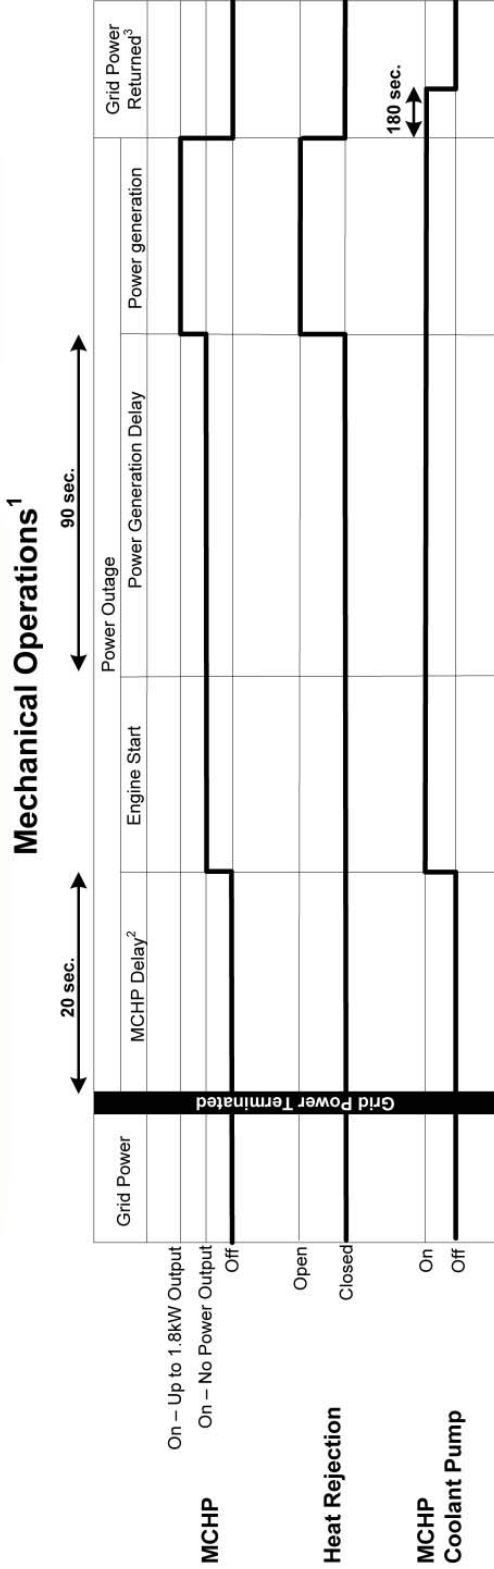 Mechanical Operations¹
20 sec.
90 sec.
Power Outage
Grid Power
MCHP Delay²
Engine Start
Power Generation Delay
Power generation
Grid Power
Returned³
Grid Power Terminated
On – Up to 1.8kW Output
On – No Power Output
Off
MCHP
Open
Closed
Heat Rejection
180 sec.
On
Off
MCHP
Coolant Pump